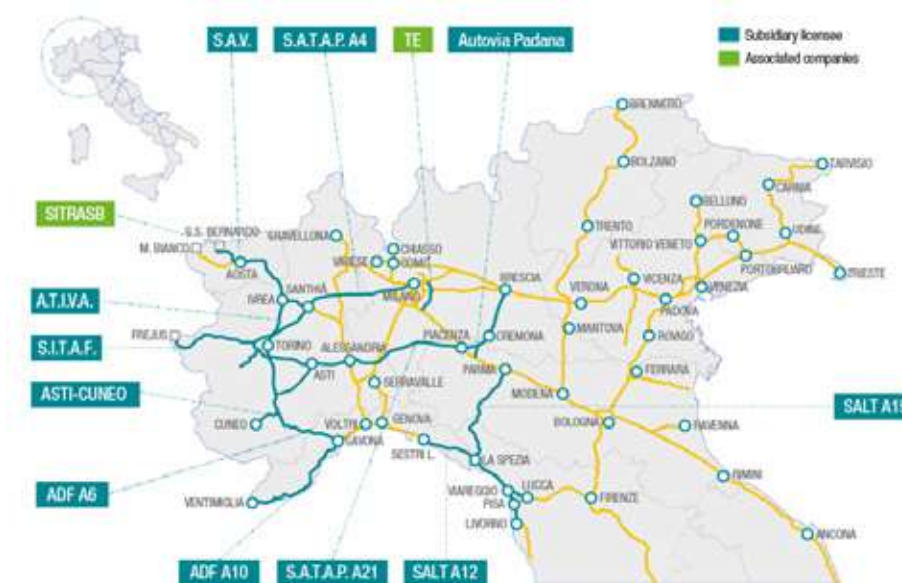 S.A.V.
S.A.T.A.P. A4
TE
Autovia Padana
Subsidiary licensee
Associated companies
BRENNERO
BOLZANO
TARVISIO
CARNIA
BELLUNO
SITRASB
PORDENONE
G.S. BERNARDO
GRAVELLONA
TRENTO
VITTORIO VENETO
UDINE
M. BIANCO
CHIASSO
VARESE
COMO
PORTOGRUARO
AOSTA
TRIESTE
BRESCIA
VICENZA
SANTHIÀ
VERONA
VENEZIA
A.T.I.V.A.
IVREA
MILANO
PADOVA
FREJUS
MANTOVA
ROVIGO
S.I.T.A.F.
TORINO
ALESSANDRIA
PIACENZA
CREMONA
ASTI
PARMA
FERRARA
SERRAVALLE
ASTI-CUNEO
MODENA
SALT A15
CUNEO
VOLTRI
GENOVA
BOLOGNA
RAVENNA
SAVONA
SESTRI L.
LA SPEZIA
RIMINI
ADF A6
VIAREGGIO
LUCCA
VENTIMIGLIA
PISA
FIRENZE
LIVORNO
ANCONA
ADF A10
S.A.T.A.P. A21
SALT A12